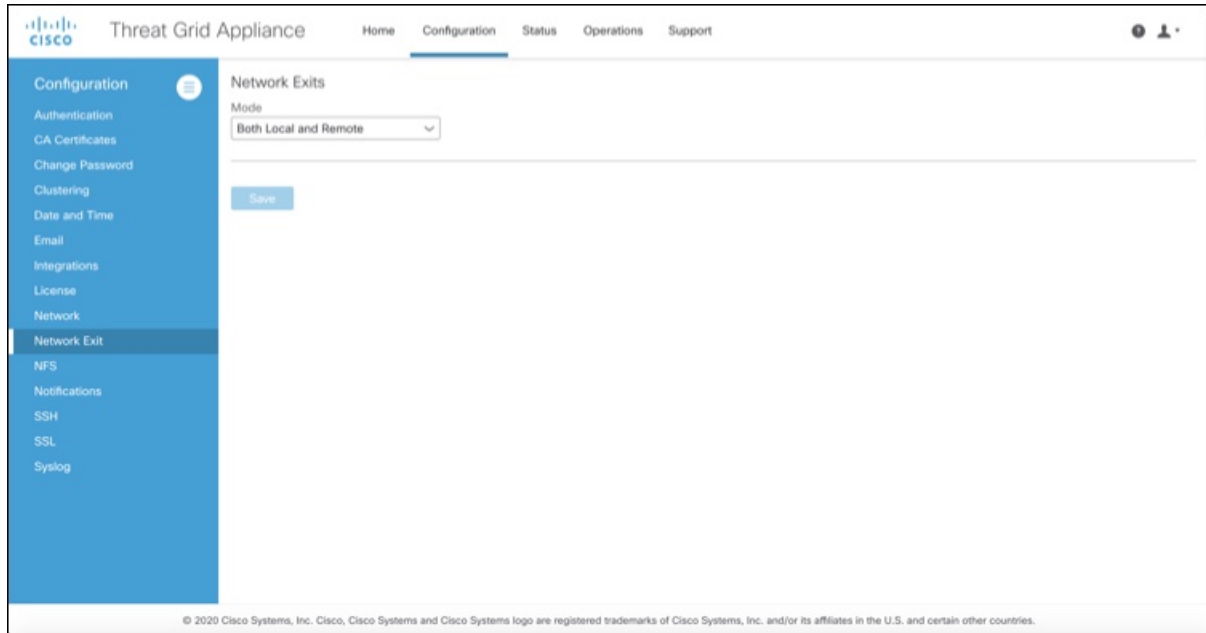 CISCO
Threat Grid Appliance
Home
Configuration
Status
Operations
Support
Configuration
Authentication
CA Certificates
Change Password
Clustering
Date and Time
Email
Integrations
License
Network
Network Exit
NFS
Notifications
SSH
SSL
Syslog
Network Exits
Mode
Both Local and Remote
Save
© 2020 Cisco Systems, Inc. Cisco, Cisco Systems and Cisco Systems logo are registered trademarks of Cisco Systems, Inc. and/or its affiliates in the U.S. and certain other countries.